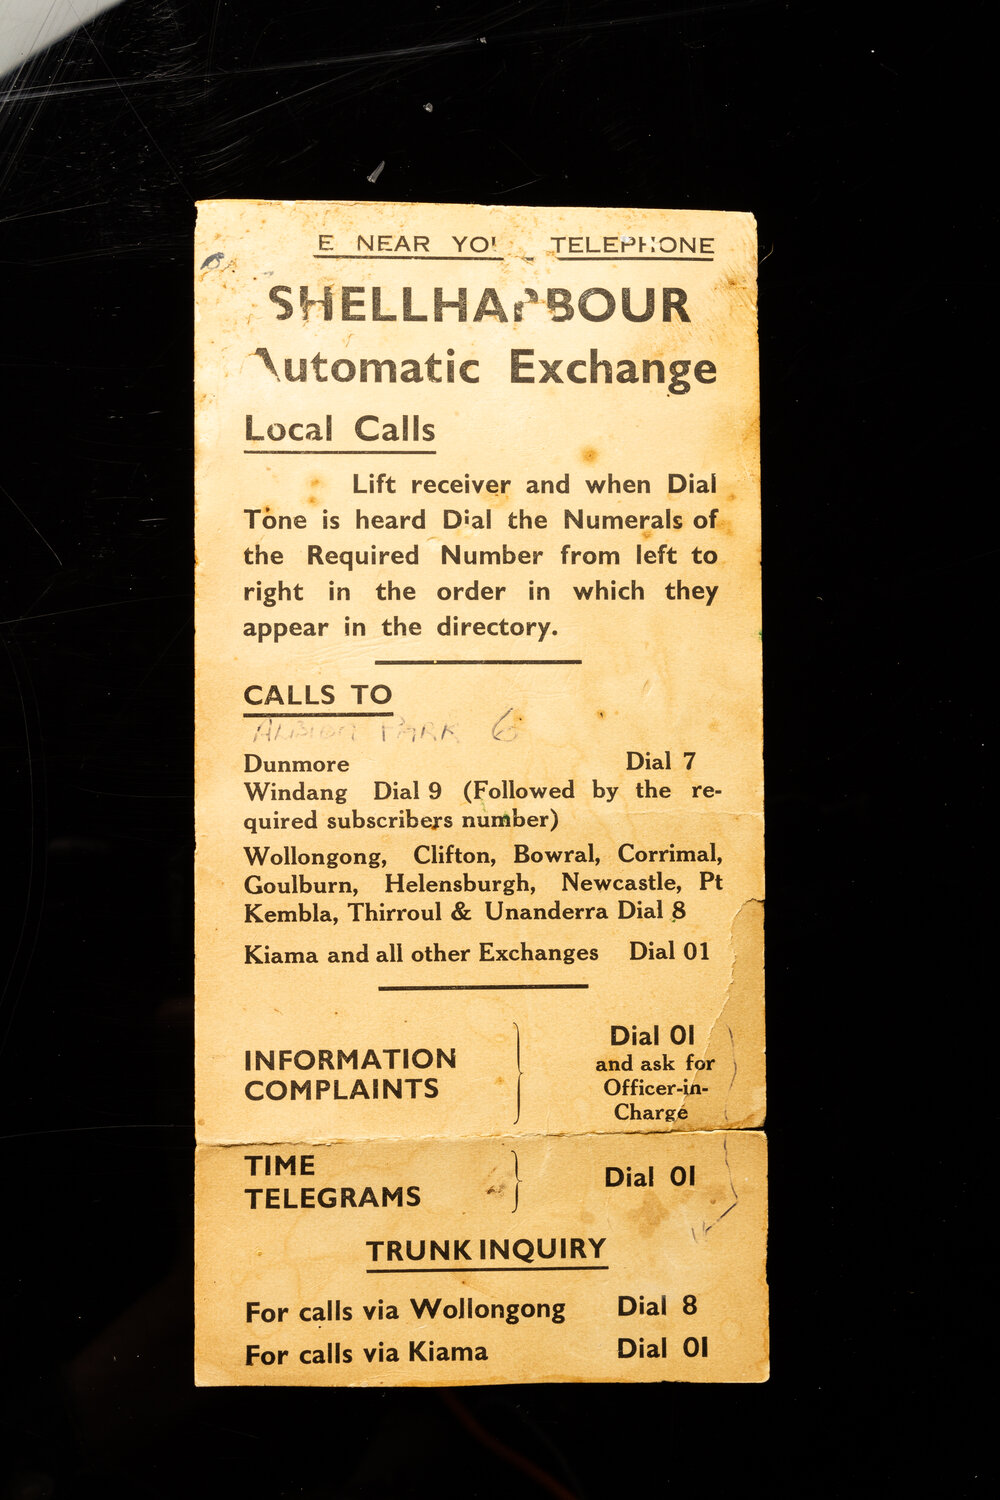 E NEAR YOU TELEPHONE
SHELLHARBOUR
Automatic Exchange
Local Calls
Lift receiver and when Dial
Tone is heard Dial the Numerals of
the Required Number from left to
right in the order in which they
appear in the directory.
CALLS TO
ALBION PARK 6
Dunmore Dial 7
Windang Dial 9 (Followed by the re-
quired subscribers number)
Wollongong, Clifton, Bowral, Corrimal,
Goulburn, Helensburgh, Newcastle, Pt
Kembla, Thirroul & Unanderra Dial 8
Kiama and all other Exchanges Dial 01
INFORMATION
COMPLAINTS
Dial 01
and ask for
Officer-in-
Charge
TIME
TELEGRAMS
Dial 01
TRUNK INQUIRY
For calls via Wollongong Dial 8
For calls via Kiama Dial 01